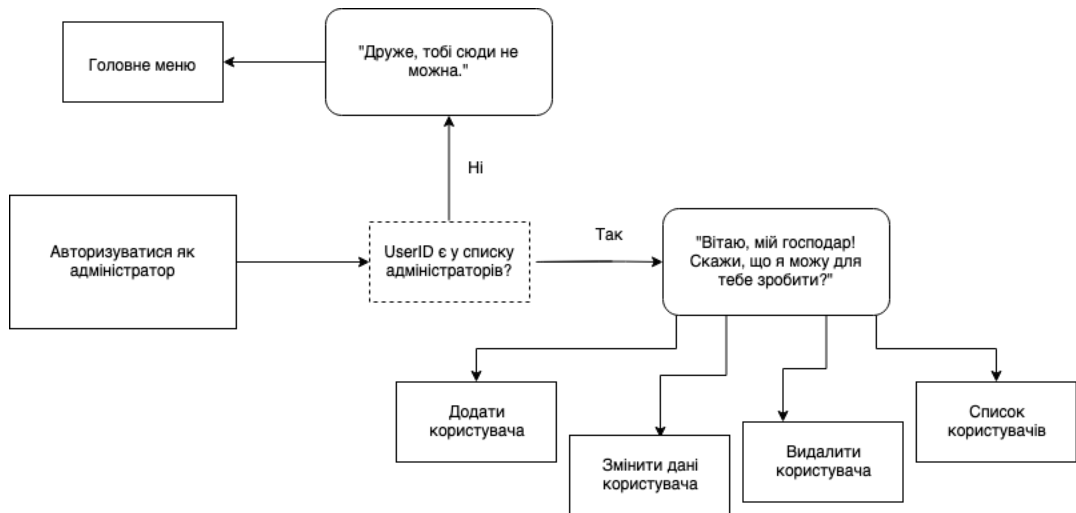 "Друже, тобі сюди не
можна."
Головне меню
Ні
Авторизуватися як
адміністратор
UserID є у списку
адміністраторів?
Так
"Вітаю, мій господар!
Скажи, що я можу для
тебе зробити?"
Додати
користувача
Змінити дані
користувача
Видалити
користувача
Список
користувачів